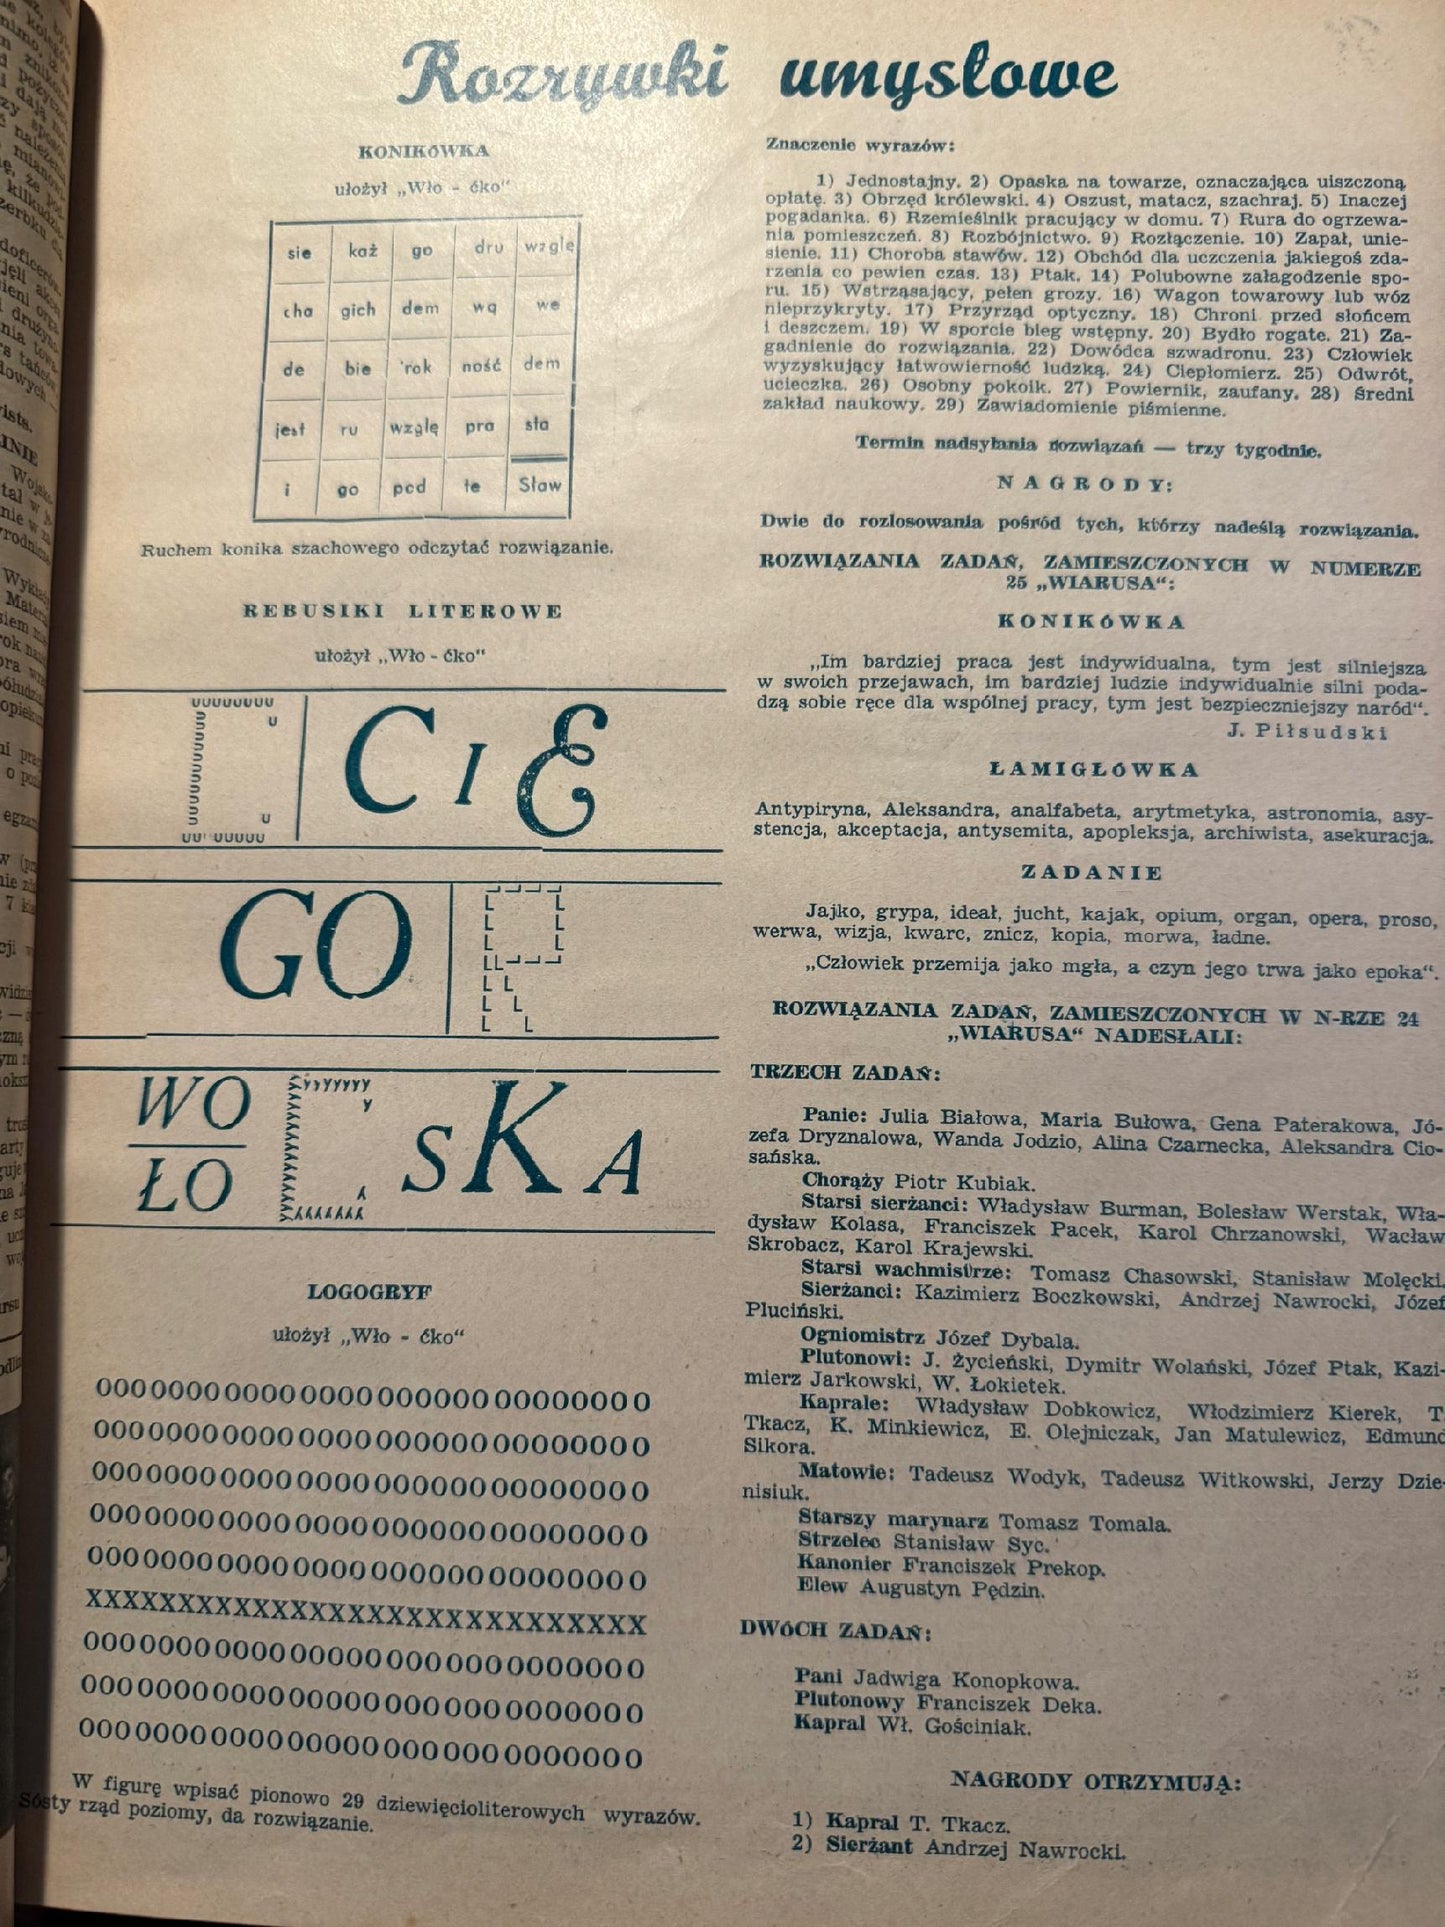 Rozrywki umysłowe
KONIKÓWKA
ułożył „Wło - ćko"
sie każ go dru wzglę
cha gich dem wą we
de bie rok ność dem
jest ru wzglę pra sta
i go pod te Sław
Ruchem konika szachowego odczytać rozwiązanie.
REBUSIKI LITEROWE
ułożył „Wło - ćko"
UUUUUUUU
S U
S
S
S
S
S
S
S
S U
UU UUUUU
C I E
GO
L L
L L
L L
L L
LL
L L
L L
L L
WO
ŁO
YYYYYYY
Y
S K A
LOGOGRYF
ułożył „Wło - ćko"
OOOOOOOOOOOOOOOOOOOOOOOOOOOOO
OOOOOOOOOOOOOOOOOOOOOOOOOOOOO
OOOOOOOOOOOOOOOOOOOOOOOOOOOOO
OOOOOOOOOOOOOOOOOOOOOOOOOOOOO
OOOOOOOOOOOOOOOOOOOOOOOOOOOOO
XXXXXXXXXXXXXXXXXXXXXXXXXXXXX
OOOOOOOOOOOOOOOOOOOOOOOOOOOOO
OOOOOOOOOOOOOOOOOOOOOOOOOOOOO
OOOOOOOOOOOOOOOOOOOOOOOOOOOOO
W figurę wpisać pionowo 29 dziewięcioliterowych wyrazów.
Szósty rząd poziomy, da rozwiązanie.
Znaczenie wyrazów:
1) Jednostajny. 2) Opaska na towarze, oznaczająca uiszczoną
opłatę. 3) Obrzęd królewski. 4) Oszust, matacz, szachraj. 5) Inaczej
pogadanka. 6) Rzemieślnik pracujący w domu. 7) Rura do ogrzewa-
nia pomieszczeń. 8) Rozbójnictwo. 9) Rozłączenie. 10) Zapał, unie-
sienie. 11) Choroba stawów. 12) Obchód dla uczczenia jakiegoś zda-
rzenia co pewien czas. 13) Ptak. 14) Polubowne załagodzenie spo-
ru. 15) Wstrząsający, pełen grozy. 16) Wagon towarowy lub wóz
nieprzykryty. 17) Przyrząd optyczny. 18) Chroni przed słońcem
i deszczem. 19) W sporcie bieg wstępny. 20) Bydło rogate. 21) Za-
gadnienie do rozwiązania. 22) Dowódca szwadronu. 23) Człowiek
wyzyskujący łatwowierność ludzką. 24) Ciepłomierz. 25) Odwrót,
ucieczka. 26) Osobny pokoik. 27) Powiernik, zaufany. 28) Średni
zakład naukowy. 29) Zawiadomienie piśmienne.
Termin nadsyłania rozwiązań — trzy tygodnie.
NAGRODY:
Dwie do rozlosowania pośród tych, którzy nadeślą rozwiązania.
ROZWIĄZANIA ZADAŃ, ZAMIESZCZONYCH W NUMERZE
25 „WIARUSA":
KONIKÓWKA
„Im bardziej praca jest indywidualna, tym jest silniejsza
w swoich przejawach, im bardziej ludzie indywidualnie silni poda-
dzą sobie ręce dla wspólnej pracy, tym jest bezpieczniejszy naród".
J. Piłsudski
ŁAMIGŁÓWKA
Antypiryna, Aleksandra, analfabeta, arytmetyka, astronomia, asy-
stencja, akceptacja, antysemita, apopleksja, archiwista, asekuracja.
ZADANIE
Jajko, grypa, ideał, jucht, kajak, opium, organ, opera, proso,
werwa, wizja, kwarc, znicz, kopia, morwa, ładne.
„Człowiek przemija jako mgła, a czyn jego trwa jako epoka".
ROZWIĄZANIA ZADAŃ, ZAMIESZCZONYCH W N-RZE 24
„WIARUSA" NADESŁALI:
TRZECH ZADAŃ:
Panie: Julia Białowa, Maria Bułowa, Gena Paterakowa, Jó-
zefa Dryznalowa, Wanda Jodzio, Alina Czarnecka, Aleksandra Cio-
sańska.
Chorąży Piotr Kubiak.
Starsi sierżanci: Władysław Burman, Bolesław Werstak, Wła-
dysław Kolasa, Franciszek Pacek, Karol Chrzanowski, Wacław
Skrobacz, Karol Krajewski.
Starsi wachmistrze: Tomasz Chasowski, Stanisław Molęcki.
Sierżanci: Kazimierz Boczkowski, Andrzej Nawrocki, Józef
Pluciński.
Ogniomistrz Józef Dybala.
Plutonowi: J. Życieński, Dymitr Wolański, Józef Ptak, Kazi-
mierz Jarkowski, W. Łokietek.
Kaprale: Władysław Dobkowicz, Włodzimierz Kierek, T.
Tkacz, K. Minkiewicz, E. Olejniczak, Jan Matulewicz, Edmund
Sikora.
Matowie: Tadeusz Wodyk, Tadeusz Witkowski, Jerzy Dzie-
nisiuk.
Starszy marynarz Tomasz Tomala.
Strzelec Stanisław Syc.
Kanonier Franciszek Prekop.
Elew Augustyn Pędzin.
DWÓCH ZADAŃ:
Pani Jadwiga Konopkowa.
Plutonowy Franciszek Deka.
Kapral Wł. Gościniak.
NAGRODY OTRZYMUJĄ:
1) Kapral T. Tkacz.
2) Sierżant Andrzej Nawrocki.